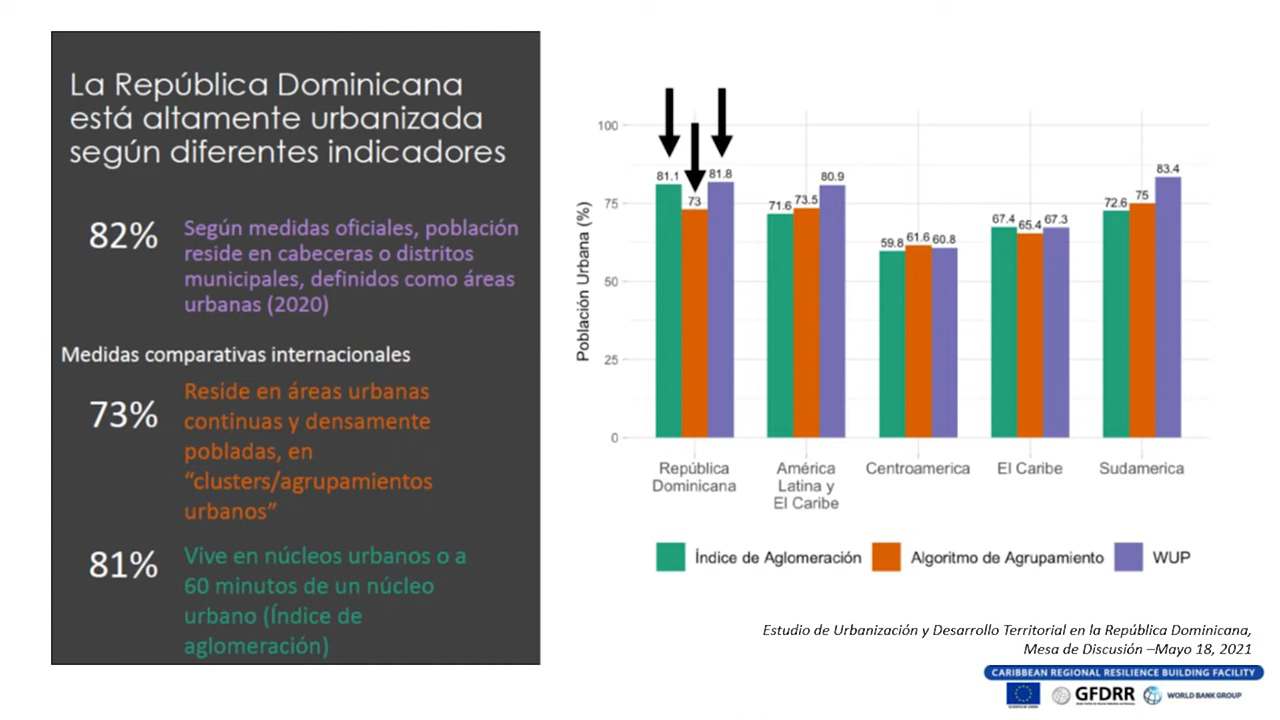 La República Dominicana
está altamente urbanizada
según diferentes indicadores
82%
Según medidas oficiales, población
reside en cabeceras o distritos
municipales, definidos como áreas
urbanas (2020)
Medidas comparativas internacionales
73%
Reside en áreas urbanas
continuas y densamente
pobladas, en
“clusters/agrupamientos
urbanos”
81%
Vive en núcleos urbanos o a
60 minutos de un núcleo
urbano (Índice de
aglomeración)
Población Urbana (%)
100
75
50
25
0
81.1 73 81.8
71.6 73.5 80.9
59.8 61.6 60.8
67.4 65.4 67.3
72.6 75 83.4
República
Dominicana
América
Latina y
El Caribe
Centroamerica
El Caribe
Sudamerica
Índice de Aglomeración
Algoritmo de Agrupamiento
WUP
Estudio de Urbanización y Desarrollo Territorial en la República Dominicana,
Mesa de Discusión –Mayo 18, 2021
CARIBBEAN REGIONAL RESILIENCE BUILDING FACILITY
GFDRR
WORLD BANK GROUP